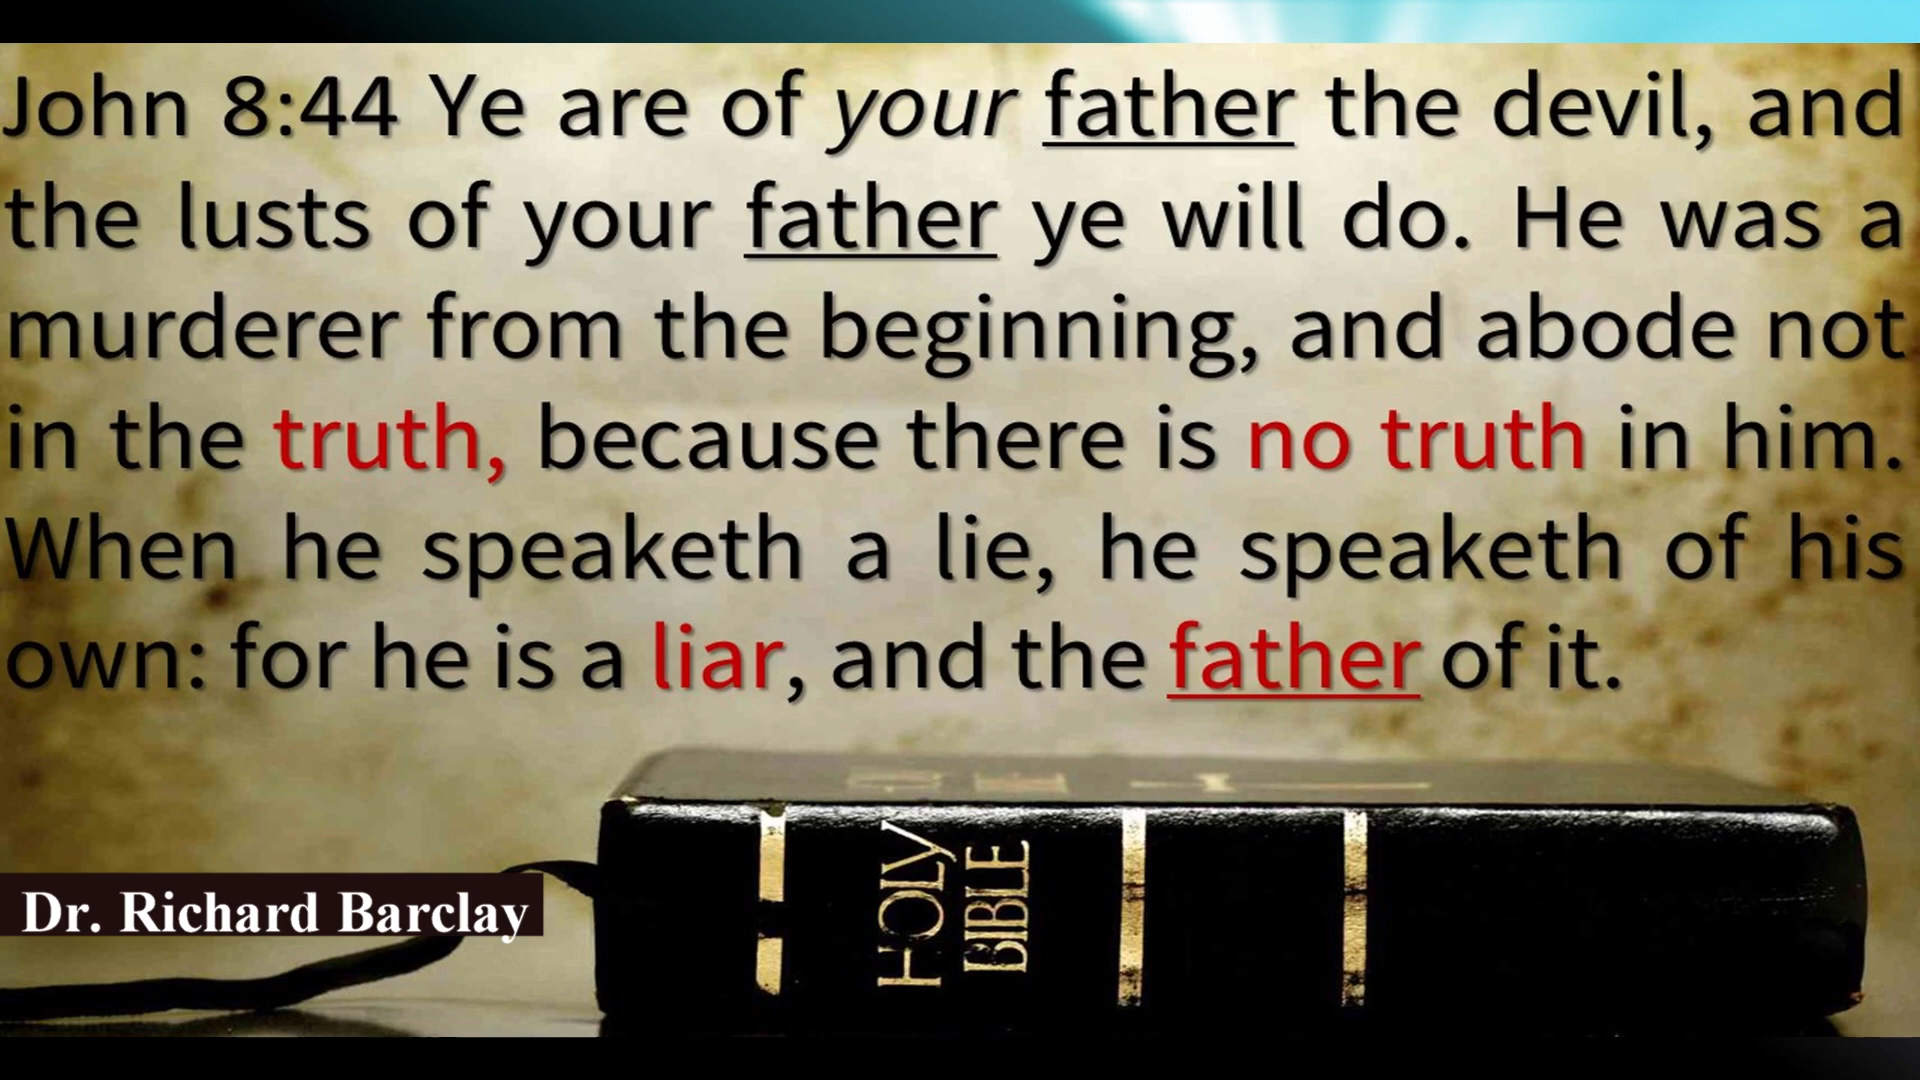 John 8:44 Ye are of your father the devil, and
the lusts of your father ye will do. He was a
murderer from the beginning, and abode not
in the truth, because there is no truth in him.
When he speaketh a lie, he speaketh of his
own: for he is a liar, and the father of it.
HOLY
BIBLE
Dr. Richard Barclay